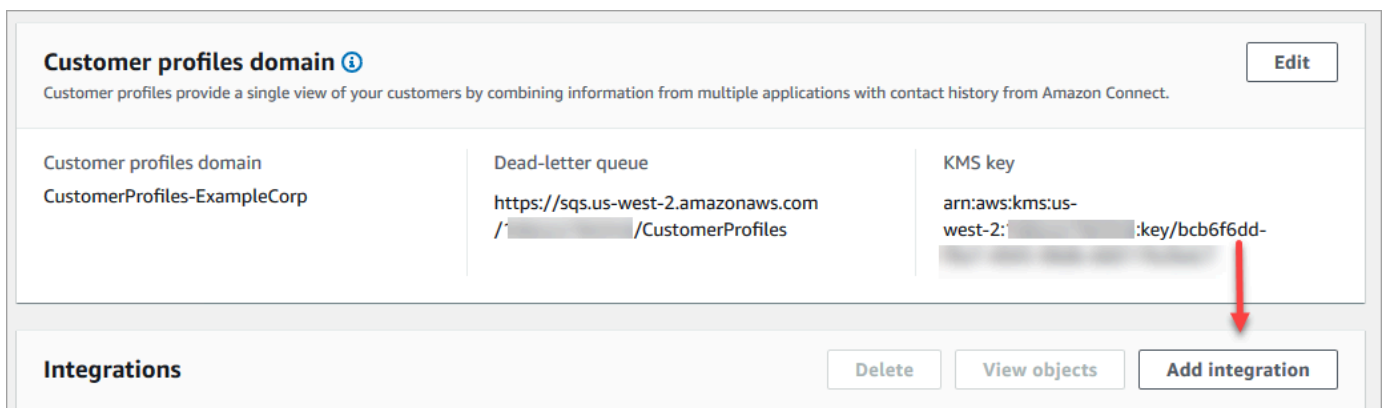 Customer profiles domain
Edit
Customer profiles provide a single view of your customers by combining information from multiple applications with contact history from Amazon Connect.
Customer profiles domain
CustomerProfiles-ExampleCorp
Dead-letter queue
https://sqs.us-west-2.amazonaws.com
/ /CustomerProfiles
KMS key
arn:aws:kms:us-
west-2: :key/bcb6f6dd-
Integrations
Delete
View objects
Add integration